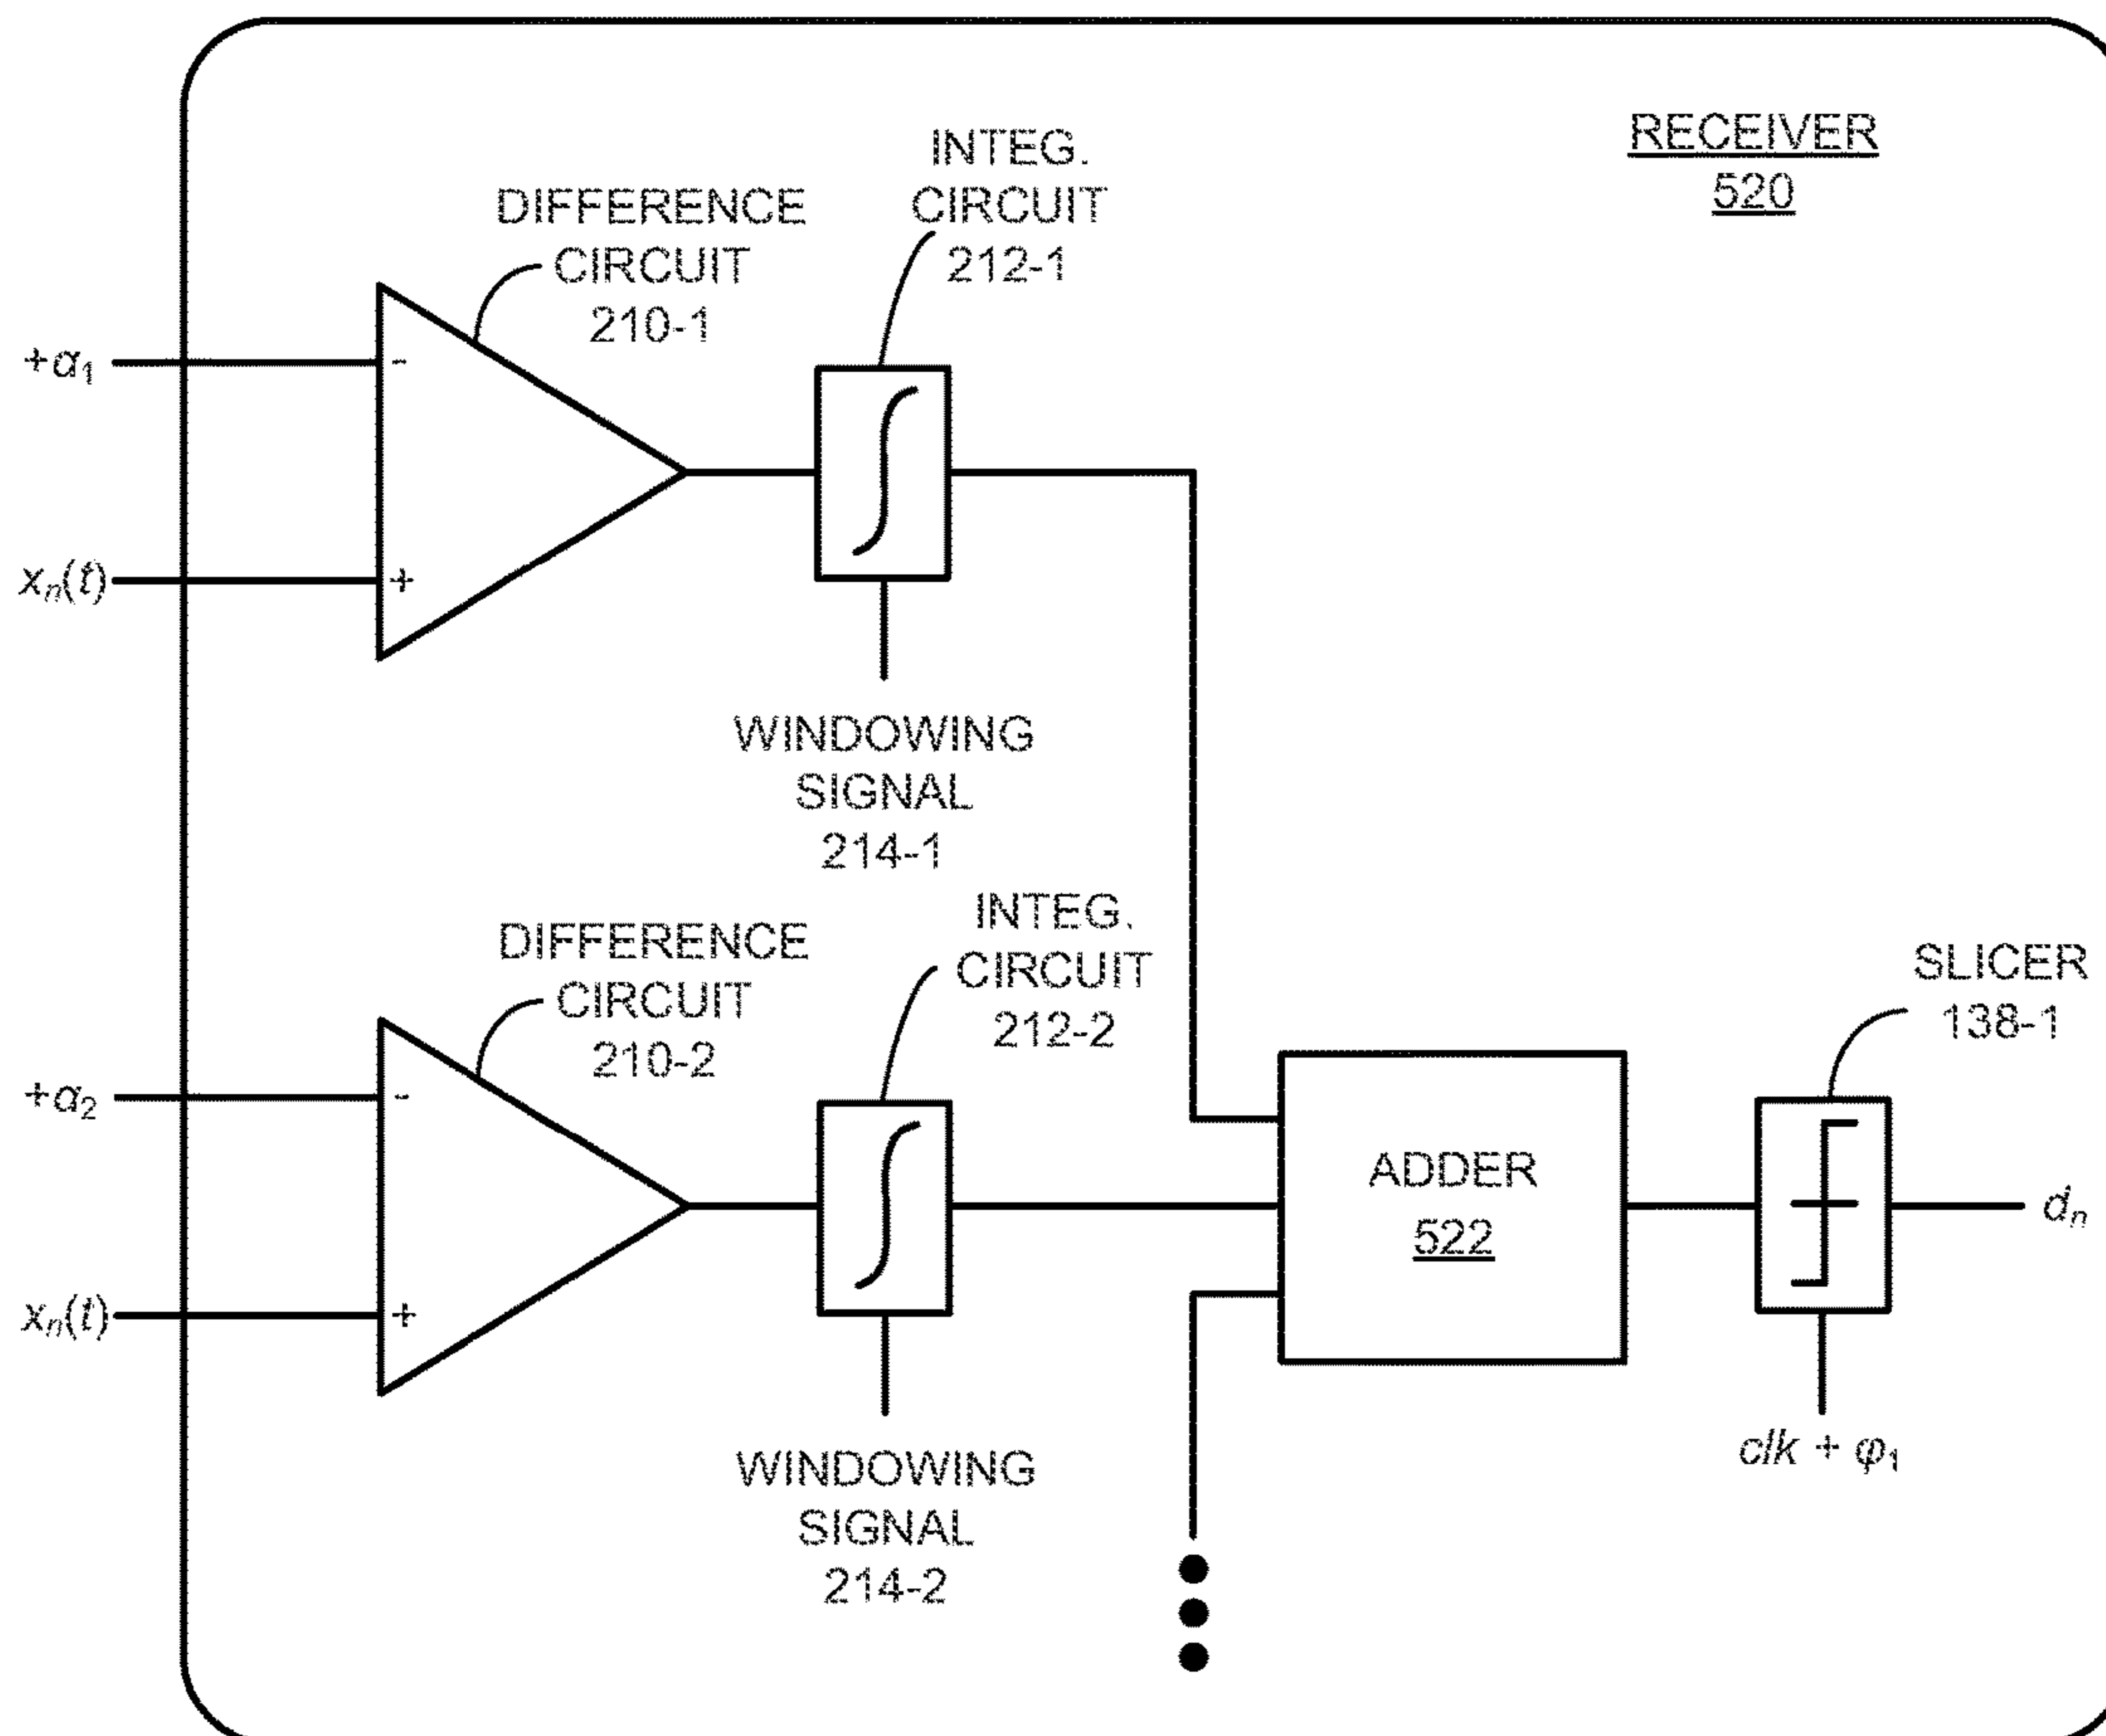 RECEIVER
520
INTEG.
CIRCUIT
212-1
DIFFERENCE
CIRCUIT
210-1
+α₁
-
xₙ(t)
+
WINDOWING
SIGNAL
214-1
INTEG.
CIRCUIT
212-2
DIFFERENCE
CIRCUIT
210-2
SLICER
138-1
+α₂
-
ADDER
522
dₙ
xₙ(t)
+
clk + φ₁
WINDOWING
SIGNAL
214-2